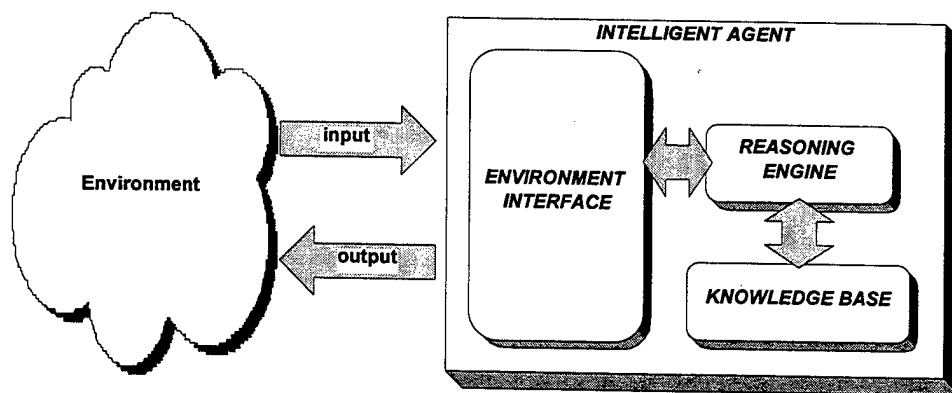 INTELLIGENT AGENT
input
Environment
output
ENVIRONMENT
INTERFACE
REASONING
ENGINE
KNOWLEDGE BASE